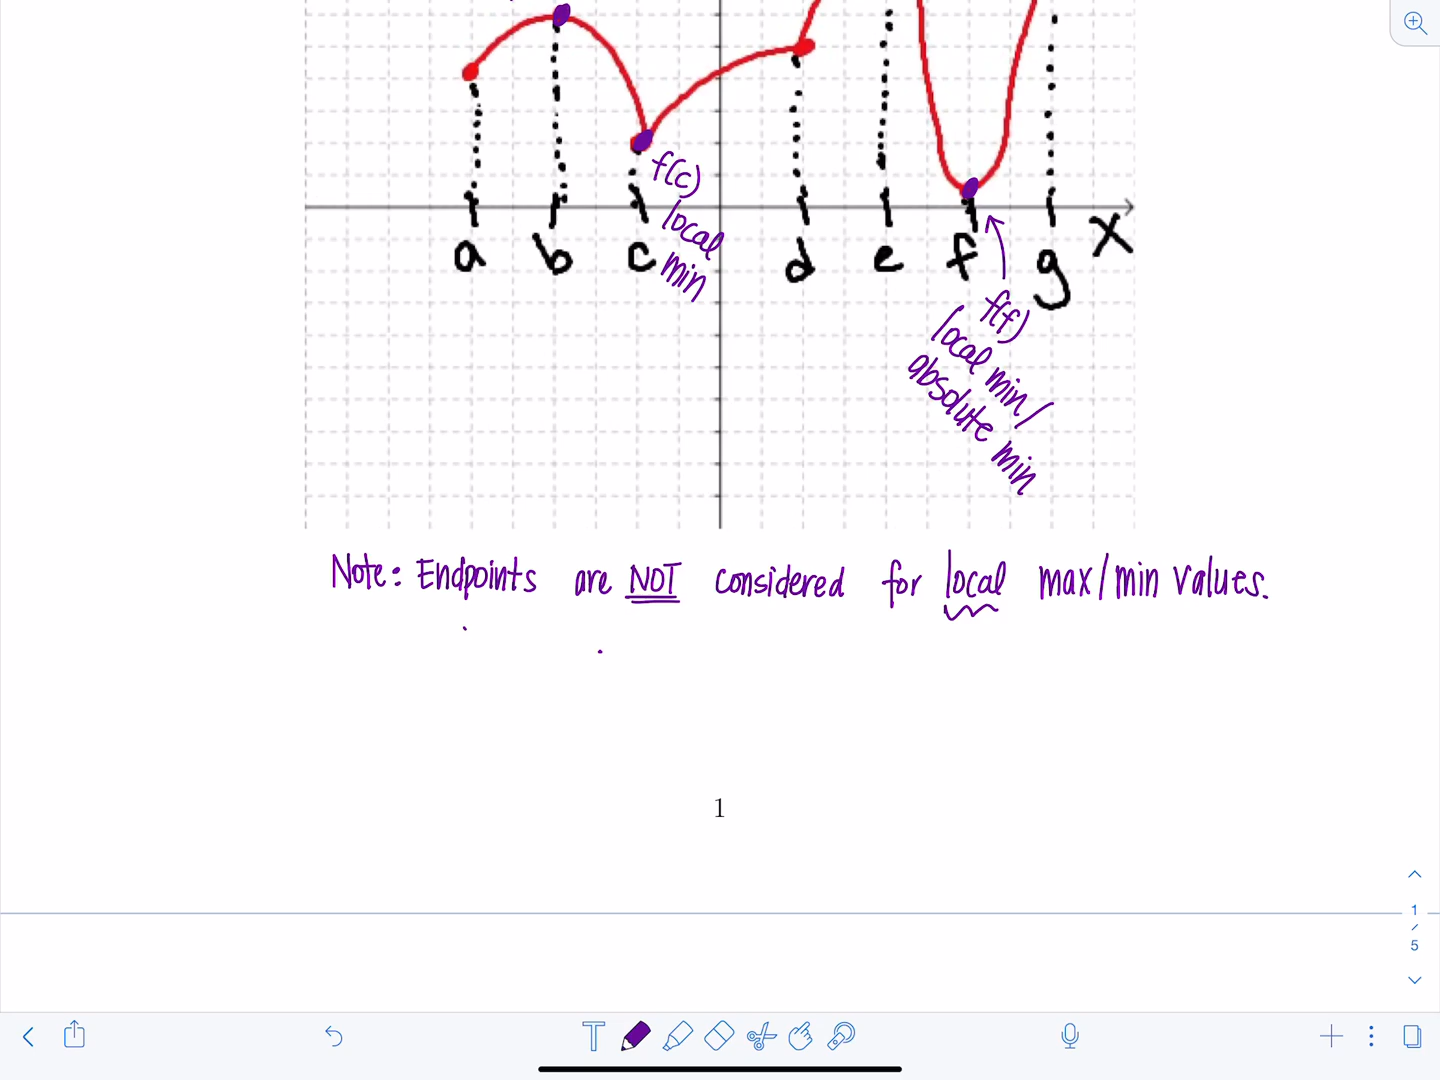 a b c d e f g X
f(c)
local
min
f(f)
local min/
absolute min
Note: Endpoints are NOT considered for local max/min values.
1
1
/
5
T